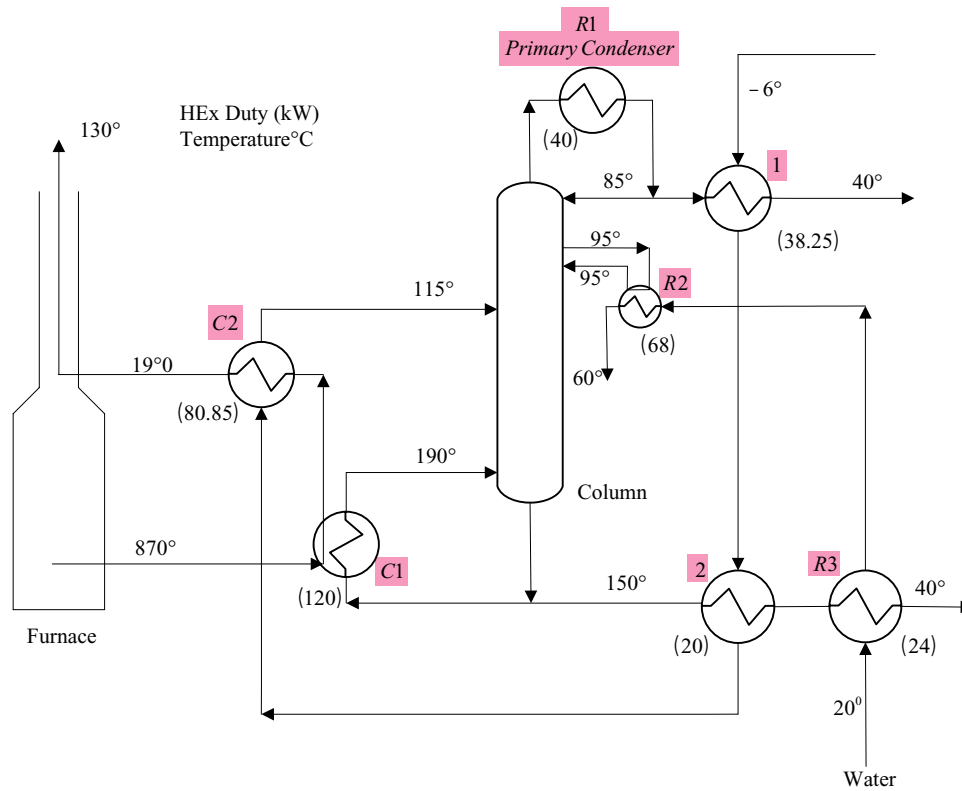 R1
Primary Condenser
HEx Duty (kW)
Temperature°C
130°
– 6°
(40)
1
85°
40°
(38.25)
95°
95°
R2
115°
C2
(68)
19°0
60°
(80.85)
190°
Column
870°
C1
2
R3
150°
40°
(120)
Furnace
(20)
(24)
20⁰
Water